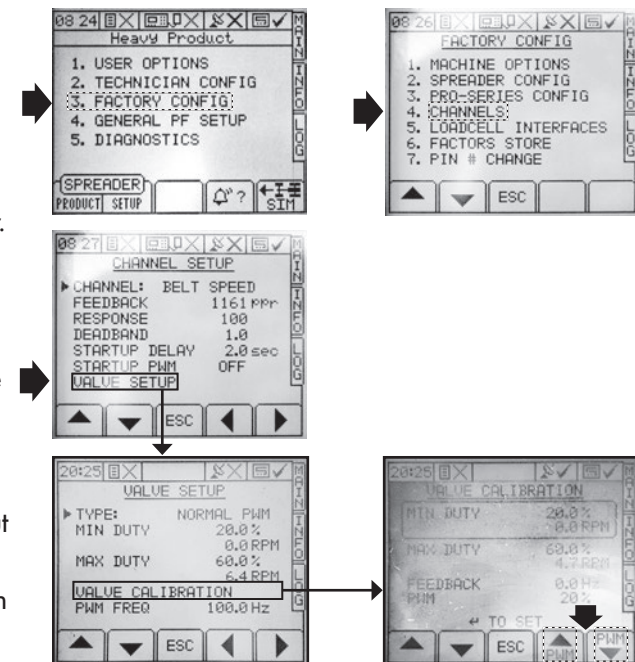 08 24
Heavy Product
1. USER OPTIONS
2. TECHNICIAN CONFIG
3. FACTORY CONFIG
4. GENERAL PF SETUP
5. DIAGNOSTICS
SPREADER
PRODUCT SETUP ? SIM
MAIN INFO LOG
08 26
FACTORY CONFIG
1. MACHINE OPTIONS
2. SPREADER CONFIG
3. PRO-SERIES CONFIG
4. CHANNELS
5. LOADCELL INTERFACES
6. FACTORS STORE
7. PIN # CHANGE
ESC
MAIN INFO LOG
08 27
CHANNEL SETUP
CHANNEL: BELT SPEED
FEEDBACK 1161 ppr
RESPONSE 100
DEADBAND 1.0
STARTUP DELAY 2.0 sec
STARTUP PWM OFF
VALVE SETUP
ESC
MAIN INFO LOG
20:25
VALVE SETUP
TYPE: NORMAL PWM
MIN DUTY 20.0%
0.0 RPM
MAX DUTY 60.0%
6.4 RPM
VALVE CALIBRATION
PWM FREQ 100.0 Hz
ESC
MAIN INFO LOG
20:25
VALVE CALIBRATION
MIN DUTY 20.0%
0.0 RPM
MAX DUTY 60.0%
4.7 RPM
FEEDBACK 0.0 Hz
PWM 20%
↵ TO SET
ESC PWM PWM
MAIN INFO LOG